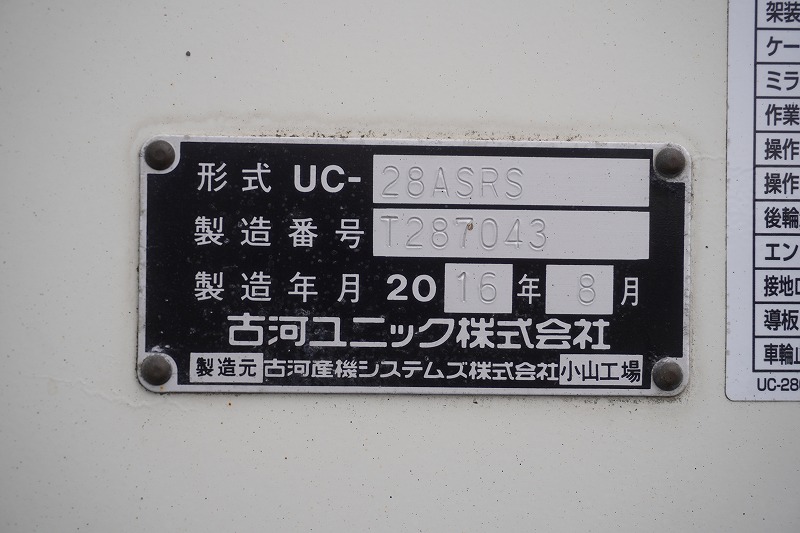 形式 UC-28ASRS
製造番号 T287043
製造年月 2016年 8月
古河ユニック株式会社
製造元 古河産機システムズ株式会社 小山工場
架装
ケー
ミラ
作業
操作
操作
後輪
エン
接地
導板
車輪
UC-28